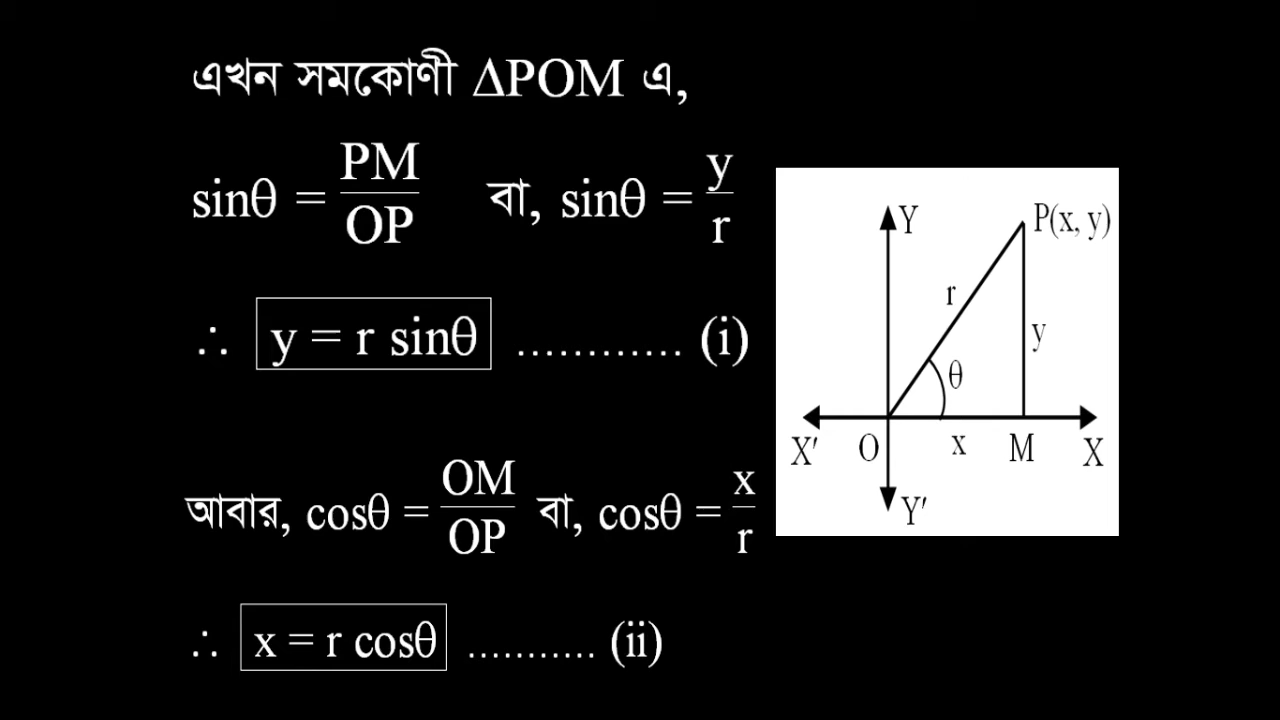 এখন সমকোণী ΔPOM এ,
sinθ = PM/OP বা, sinθ = y/r
∴ y = r sinθ ............ (i)
আবার, cosθ = OM/OP বা, cosθ = x/r
∴ x = r cosθ ........... (ii)
Y
P(x, y)
r
y
θ
X′ O x M X
Y′